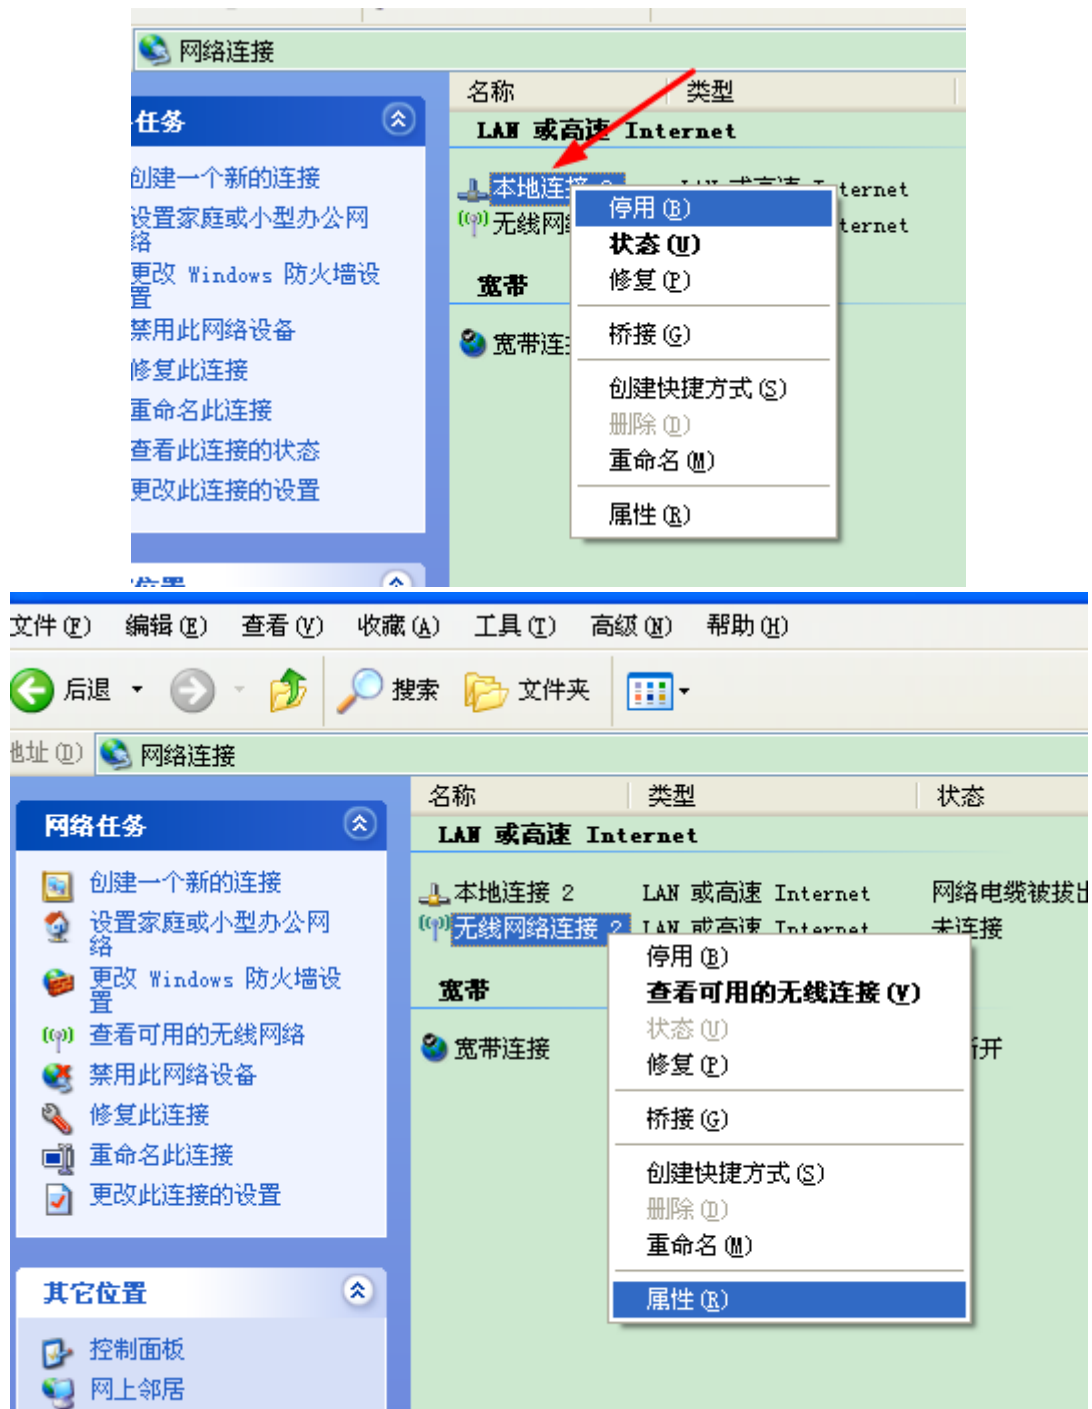 网络连接
名称 类型
任务
LAN 或高速 Internet
创建一个新的连接
设置家庭或小型办公网
络
更改 Windows 防火墙设
置
禁用此网络设备
修复此连接
重命名此连接
查看此连接的状态
更改此连接的设置
本地连接
无线网
宽带
宽带连
停用(B)
状态(U)
修复(P)
桥接(G)
创建快捷方式(S)
删除(D)
重命名(M)
属性(R)
文件(F) 编辑(E) 查看(V) 收藏(A) 工具(T) 高级(N) 帮助(H)
后退 搜索 文件夹
地址(D) 网络连接
名称 类型 状态
网络任务
LAN 或高速 Internet
创建一个新的连接
设置家庭或小型办公网
络
更改 Windows 防火墙设
置
查看可用的无线网络
禁用此网络设备
修复此连接
重命名此连接
更改此连接的设置
其它位置
控制面板
网上邻居
本地连接 2 LAN 或高速 Internet 网络电缆被拔出
无线网络连接 2 LAN 或高速 Internet 未连接
宽带
宽带连接 开
停用(B)
查看可用的无线连接(V)
状态(U)
修复(P)
桥接(G)
创建快捷方式(S)
删除(D)
重命名(M)
属性(R)